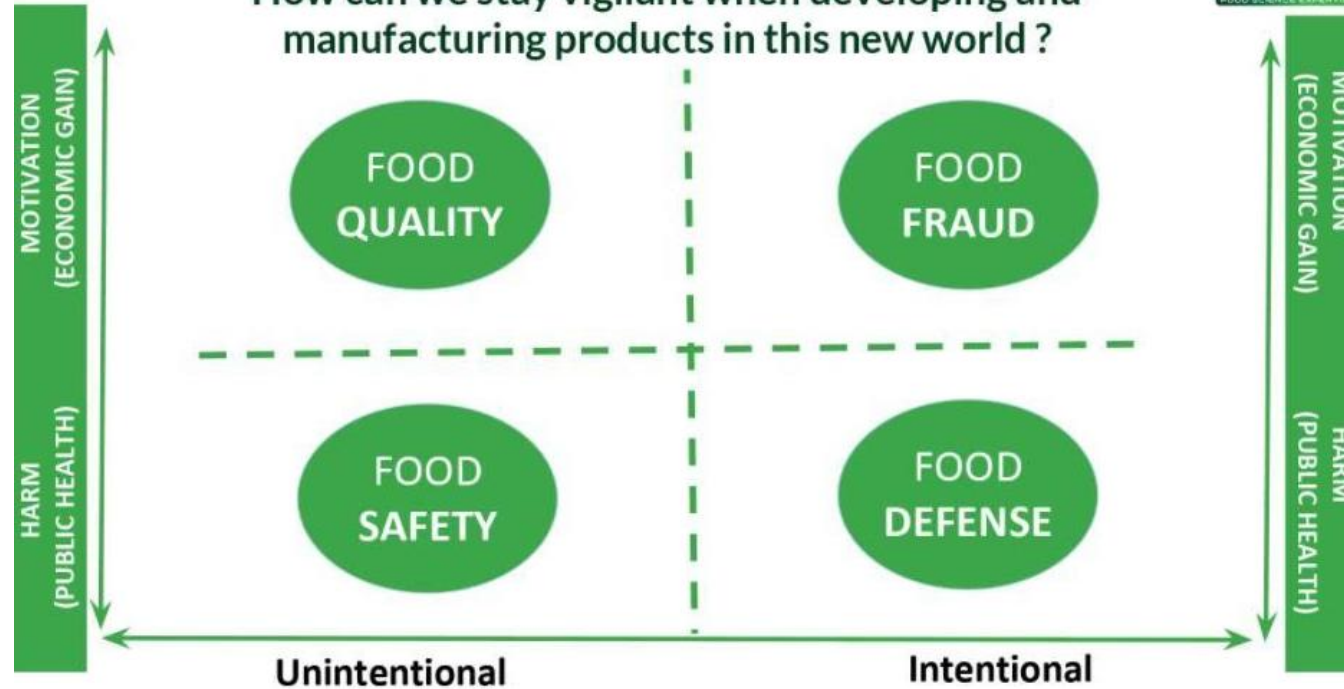 How can we stay vigilant when developing and
manufacturing products in this new world ?
MOTIVATION
(ECONOMIC GAIN)
HARM
(PUBLIC HEALTH)
FOOD
QUALITY
FOOD
FRAUD
FOOD
SAFETY
FOOD
DEFENSE
MOTIVATION
(ECONOMIC GAIN)
HARM
(PUBLIC HEALTH)
Unintentional
Intentional